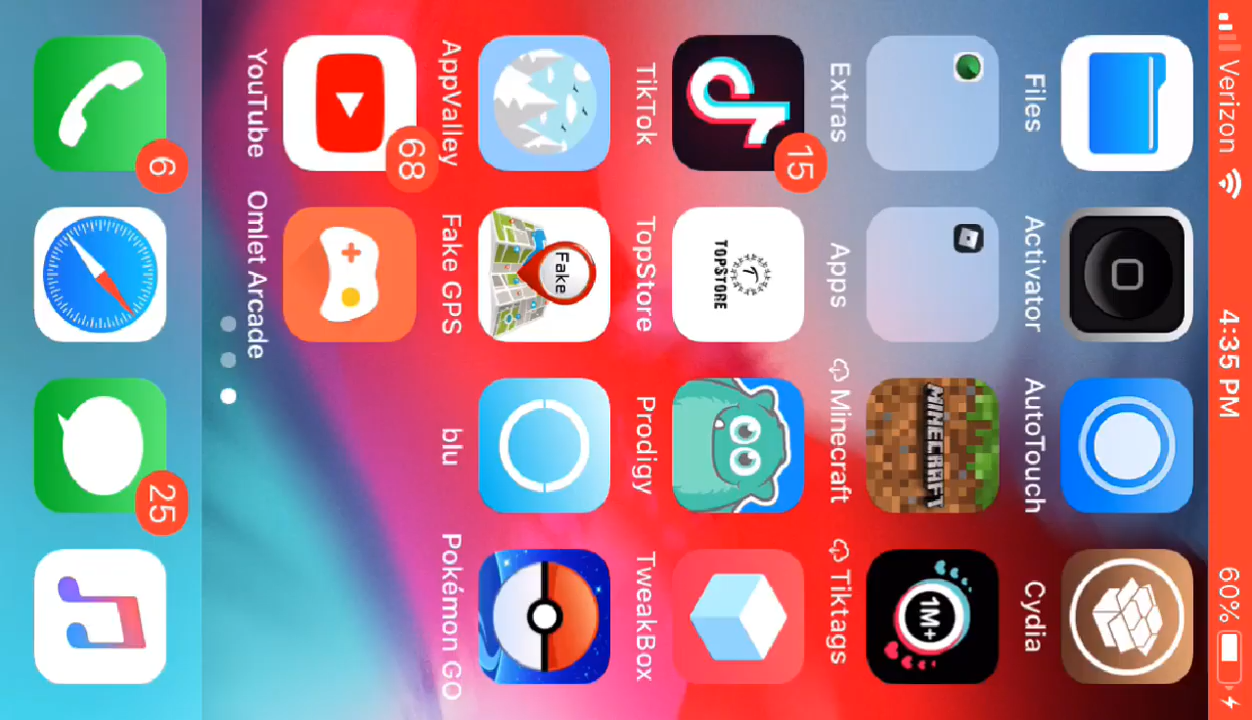 Verizon 4:35 PM 60%
Files Activator AutoTouch Cydia
MINECRAFT 1M+
Extras Apps Minecraft Tiktags
15
TOPSTORE
TikTok TopStore Prodigy TweakBox
Fake
AppValley Fake GPS blu Pokémon GO
68
YouTube Omlet Arcade
6 25